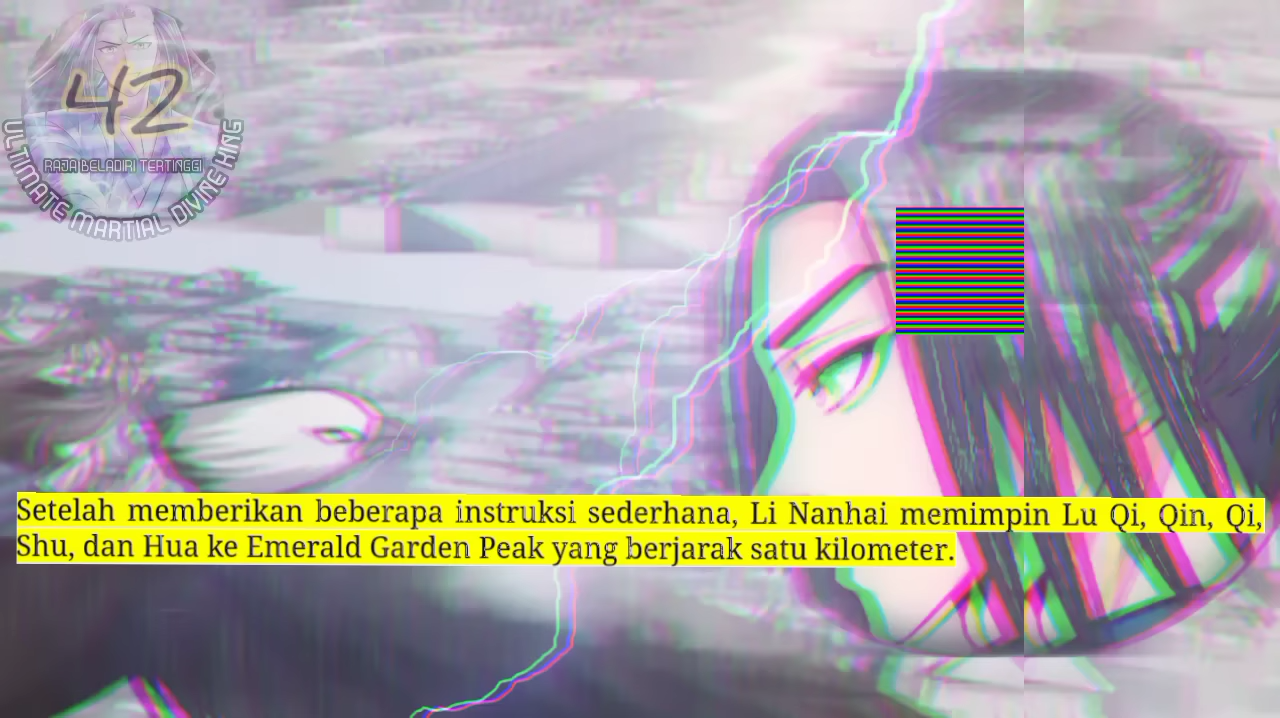 42
RAJA BELADIRI TERTINGGI
ULTIMATE MARTIAL DIVINE KING
Setelah memberikan beberapa instruksi sederhana, Li Nanhai memimpin Lu Qi, Qin, Qi,
Shu, dan Hua ke Emerald Garden Peak yang berjarak satu kilometer.